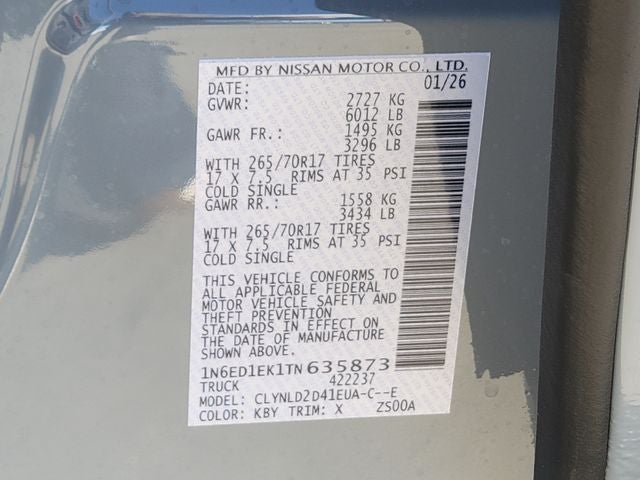 MFD BY NISSAN MOTOR CO., LTD.
DATE: 01/26
GVWR: 2727 KG
6012 LB
GAWR FR.: 1495 KG
3296 LB
WITH 265/70R17 TIRES
17 X 7.5 RIMS AT 35 PSI
COLD SINGLE
GAWR RR.: 1558 KG
3434 LB
WITH 265/70R17 TIRES
17 X 7.5 RIMS AT 35 PSI
COLD SINGLE
THIS VEHICLE CONFORMS TO
ALL APPLICABLE FEDERAL
MOTOR VEHICLE SAFETY AND
THEFT PREVENTION
STANDARDS IN EFFECT ON
THE DATE OF MANUFACTURE
SHOWN ABOVE.
1N6ED1EK1TN635873
TRUCK 422237
MODEL: CLYNLD2D41EUA-C--E
COLOR: KBY TRIM: X ZS00A